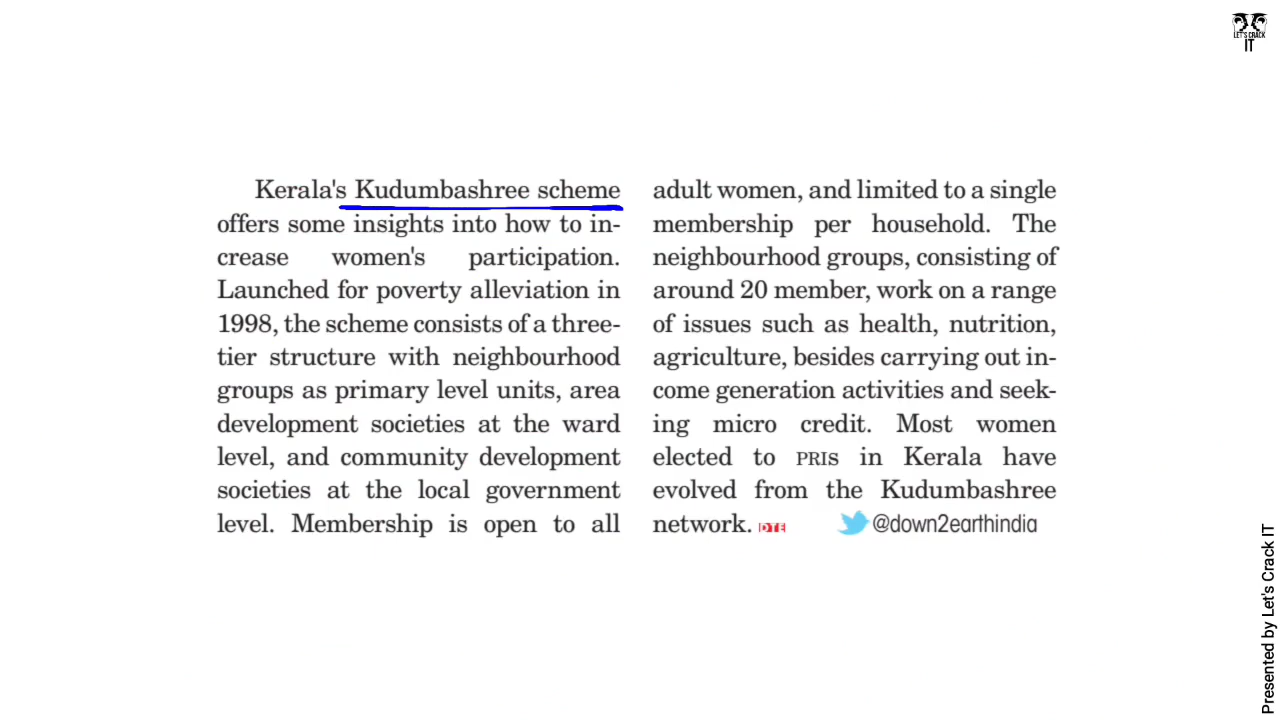 LET'S CRACK
IT
Kerala's Kudumbashree scheme
offers some insights into how to in-
crease women's participation.
Launched for poverty alleviation in
1998, the scheme consists of a three-
tier structure with neighbourhood
groups as primary level units, area
development societies at the ward
level, and community development
societies at the local government
level. Membership is open to all
adult women, and limited to a single
membership per household. The
neighbourhood groups, consisting of
around 20 member, work on a range
of issues such as health, nutrition,
agriculture, besides carrying out in-
come generation activities and seek-
ing micro credit. Most women
elected to PRIs in Kerala have
evolved from the Kudumbashree
network. DTE @down2earthindia
Presented by Let's Crack IT